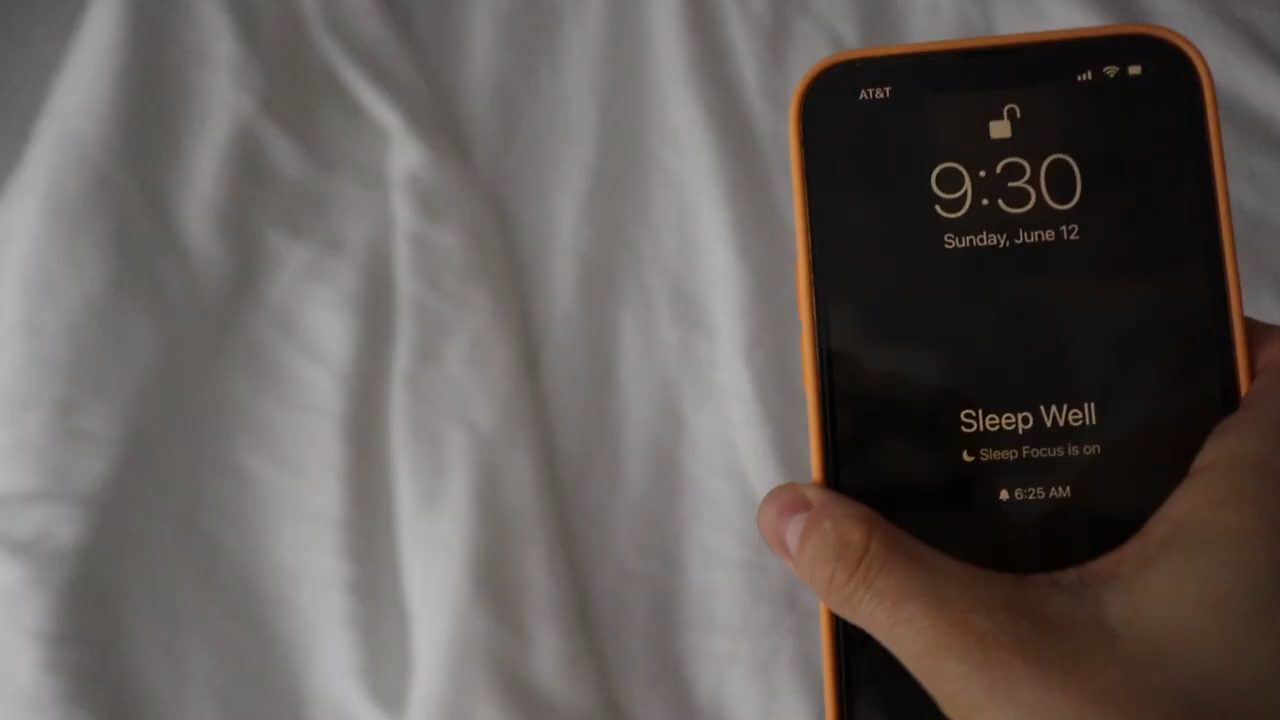 AT&T
9:30
Sunday, June 12
Sleep Well
Sleep Focus is on
6:25 AM